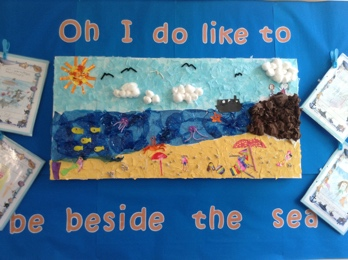 Oh I do like to
be beside the sea